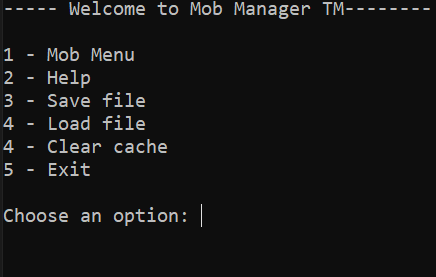 ----- Welcome to Mob Manager TM--------
1 - Mob Menu
2 - Help
3 - Save file
4 - Load file
4 - Clear cache
5 - Exit
Choose an option: